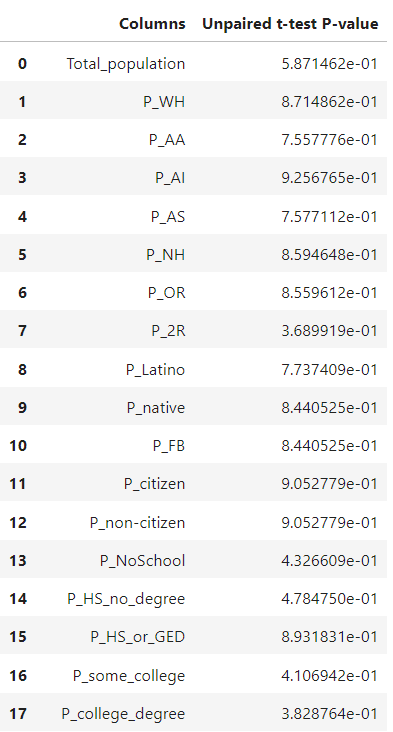 Columns Unpaired t-test P-value
0 Total_population 5.871462e-01
1 P_WH 8.714862e-01
2 P_AA 7.557776e-01
3 P_AI 9.256765e-01
4 P_AS 7.577112e-01
5 P_NH 8.594648e-01
6 P_OR 8.559612e-01
7 P_2R 3.689919e-01
8 P_Latino 7.737409e-01
9 P_native 8.440525e-01
10 P_FB 8.440525e-01
11 P_citizen 9.052779e-01
12 P_non-citizen 9.052779e-01
13 P_NoSchool 4.326609e-01
14 P_HS_no_degree 4.784750e-01
15 P_HS_or_GED 8.931831e-01
16 P_some_college 4.106942e-01
17 P_college_degree 3.828764e-01